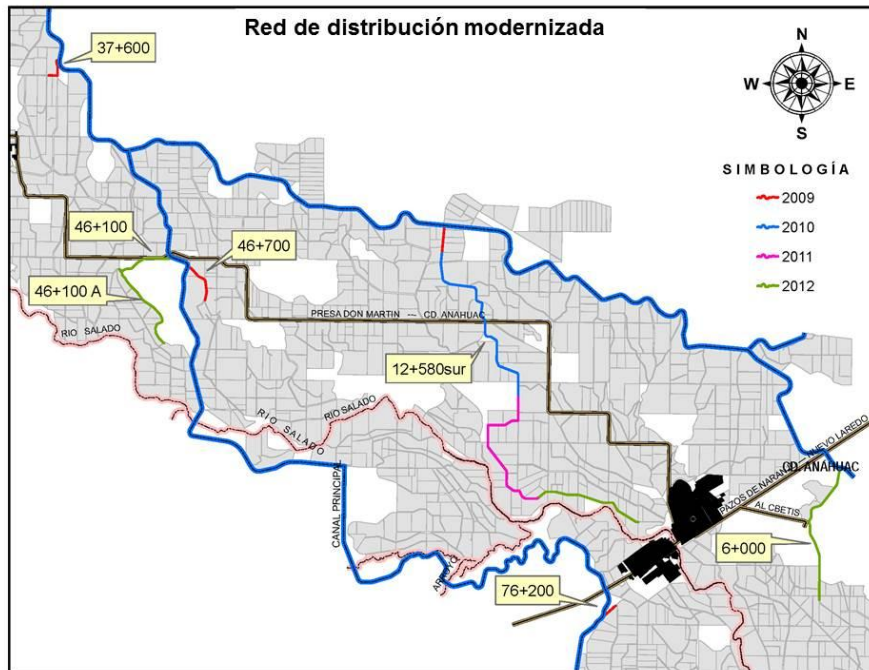 Red de distribución modernizada
37+600
N
W E
S
SIMBOLOGÍA
2009
2010
2011
2012
46+100
46+700
46+100 A
PRESA DON MARTIN — CD. ANAHUAC
RIO SALADO
12+580sur
RIO SALADO
RIO SALADO
CANAL PRINCIPAL
NUEVO LAREDO
CD. ANAHUAC
AL CBETIS
6+000
ARROYO
76+200